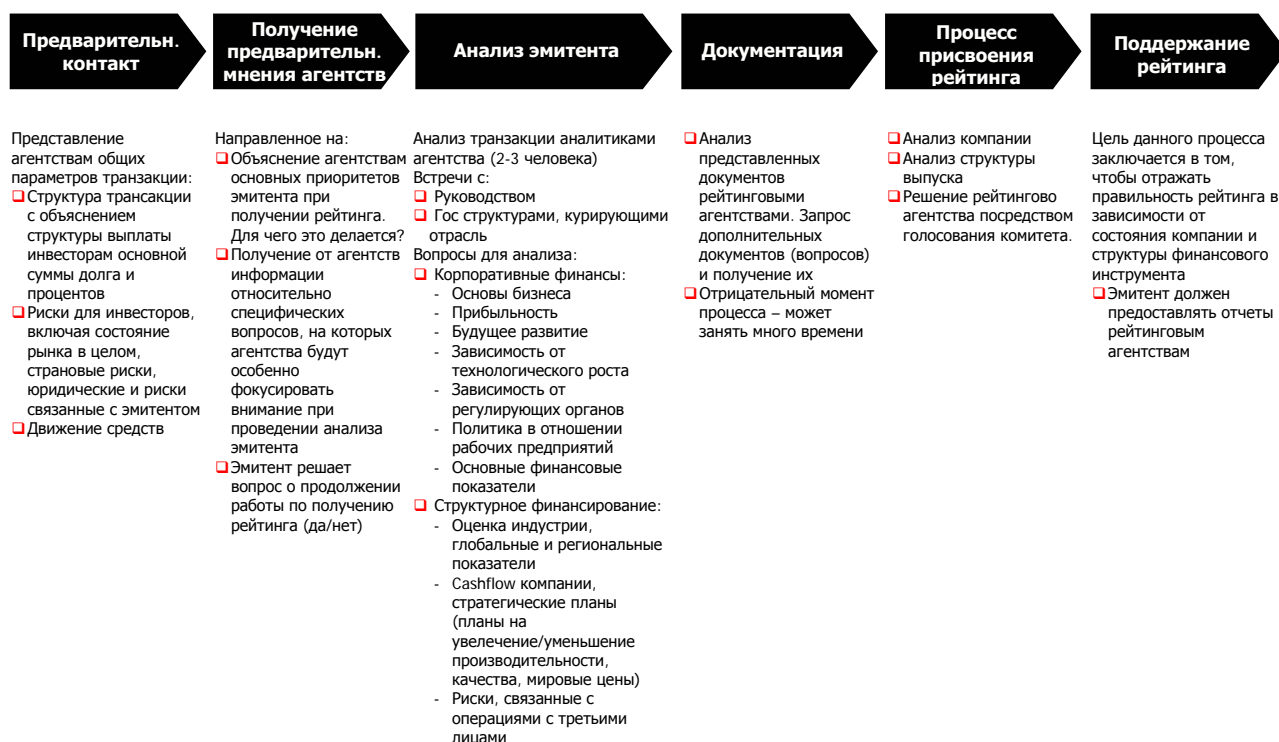 Предварительн.
контакт
Получение
предварительн.
мнения агентств
Анализ эмитента
Документация
Процесс
присвоения
рейтинга
Поддержание
рейтинга
Представление
агентствам общих
параметров транзакции:
Структура трансакции
с объяснением
структуры выплаты
инвесторам основной
суммы долга и
процентов
Риски для инвесторов,
включая состояние
рынка в целом,
страновые риски,
юридические и риски
связанные с эмитентом
Движение средств
Направленное на:
Объяснение агентствам
основных приоритетов
эмитента при
получении рейтинга.
Для чего это делается?
Получение от агентств
информации
относительно
специфических
вопросов, на которых
агентства будут
особенно
фокусировать
внимание при
проведении анализа
эмитента
Эмитент решает
вопрос о продолжении
работы по получению
рейтинга (да/нет)
Анализ транзакции аналитиками
агентства (2-3 человека)
Встречи с:
Руководством
Гос структурами, курирующими
отрасль
Вопросы для анализа:
Корпоративные финансы:
- Основы бизнеса
- Прибыльность
- Будущее развитие
- Зависимость от
технологического роста
- Зависимость от
регулирующих органов
- Политика в отношении
рабочих предприятий
- Основные финансовые
показатели
Структурное финансирование:
- Оценка индустрии,
глобальные и региональные
показатели
- Cashflow компании,
стратегические планы
(планы на
увелечение/уменьшение
производительности,
качества, мировые цены)
- Риски, связанные с
операциями с третьими
лицами
Анализ
представленных
документов
рейтинговыми
агентствами. Запрос
дополнительных
документов (вопросов)
и получение их
Отрицательный момент
процесса – может
занять много времени
Анализ компании
Анализ структуры
выпуска
Решение рейтингово
агентства посредством
голосования комитета.
Цель данного процесса
заключается в том,
чтобы отражать
правильность рейтинга в
зависимости от
состояния компании и
структуры финансового
инструмента
Эмитент должен
предоставлять отчеты
рейтинговым
агентствам